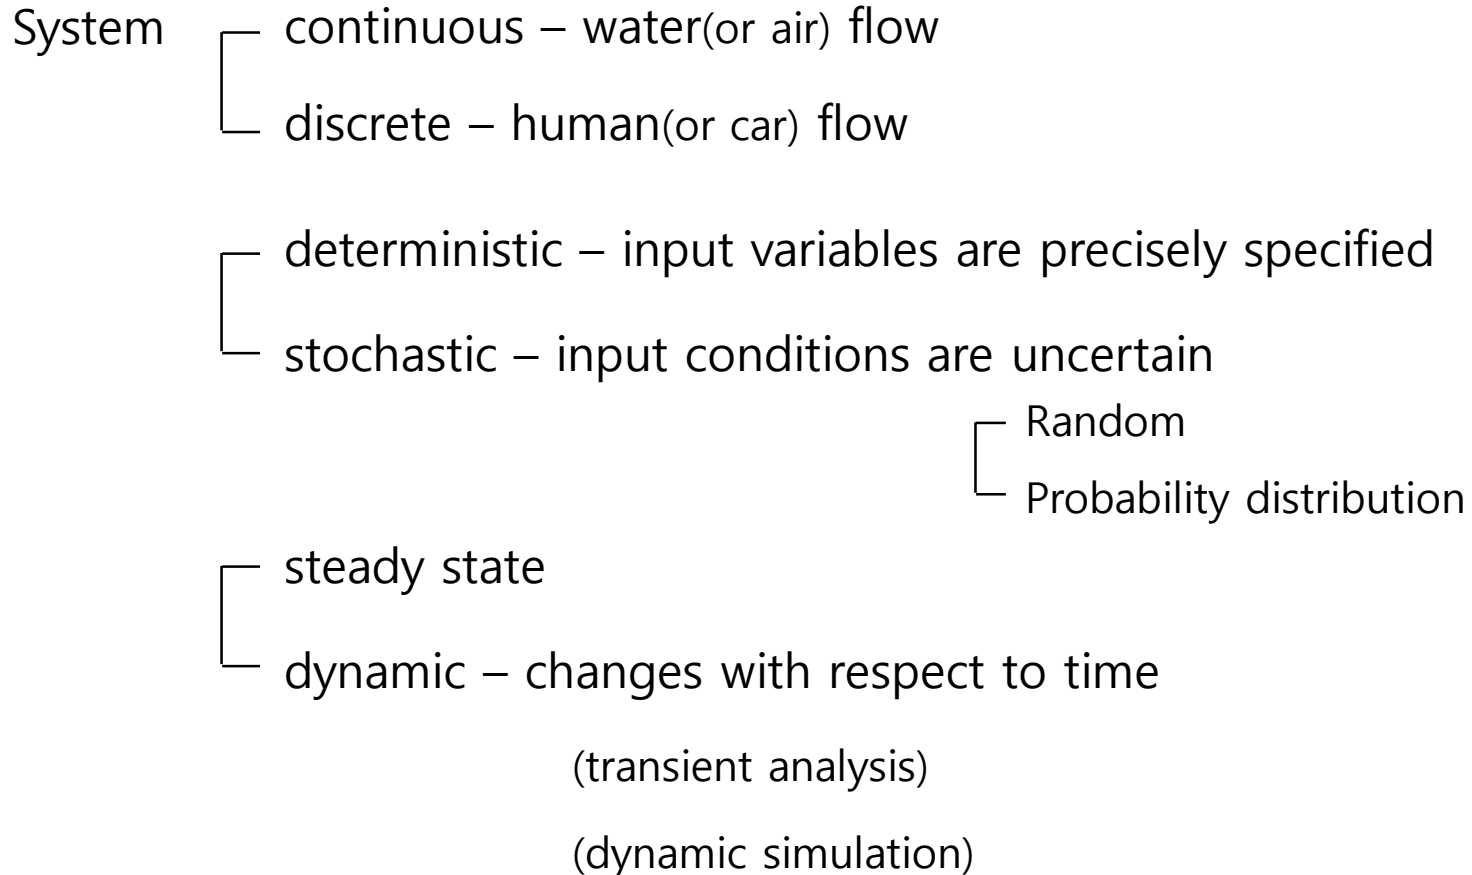 System continuous – water(or air) flow
discrete – human(or car) flow
deterministic – input variables are precisely specified
stochastic – input conditions are uncertain
Random
Probability distribution
steady state
dynamic – changes with respect to time
(transient analysis)
(dynamic simulation)